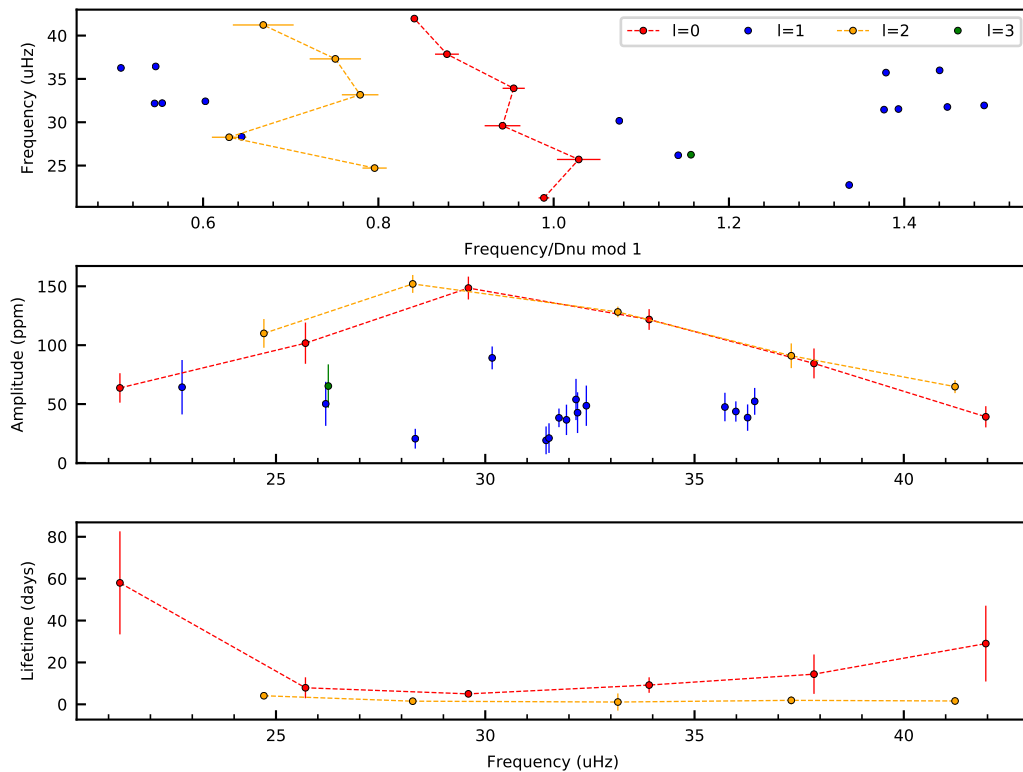 40
35
30
25
Frequency (uHz)
l=0 l=1 l=2 l=3
0.6 0.8 1.0 1.2 1.4
Frequency/Dnu mod 1
150
100
50
0
Amplitude (ppm)
25 30 35 40
80
60
40
20
0
Lifetime (days)
25 30 35 40
Frequency (uHz)